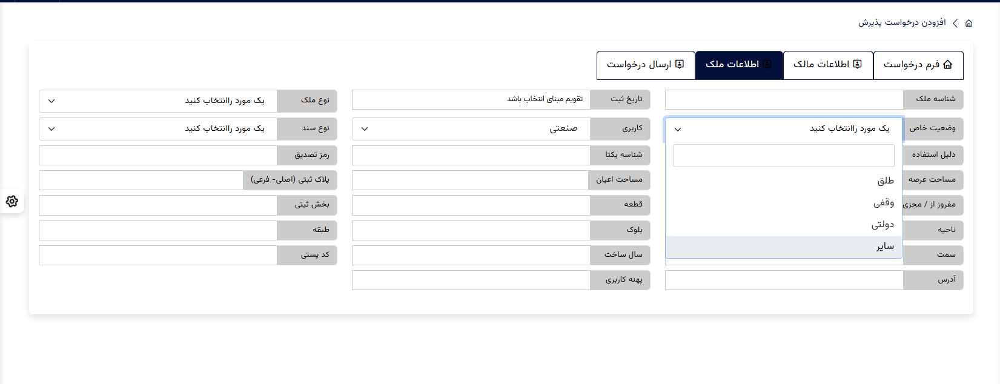 افزودن درخواست پذیرش
فرم درخواست
اطلاعات مالک
اطلاعات ملک
ارسال درخواست
شناسه ملک
تاریخ ثبت
تقویم مبنای انتخاب باشد
نوع ملک
یک مورد راانتخاب کنید
وضعیت خاص
یک مورد راانتخاب کنید
کاربری
صنعتی
نوع سند
یک مورد راانتخاب کنید
طلق
وقفی
دولتی
سایر
دلیل استفاده
شناسه یکتا
رمز تصدیق
مساحت عرصه
مساحت اعیان
پلاک ثبتی (اصلی- فرعی)
مفروز از / مجزی
قطعه
بخش ثبتی
ناحیه
بلوک
طبقه
سمت
سال ساخت
کد پستی
آدرس
پهنه کاربری